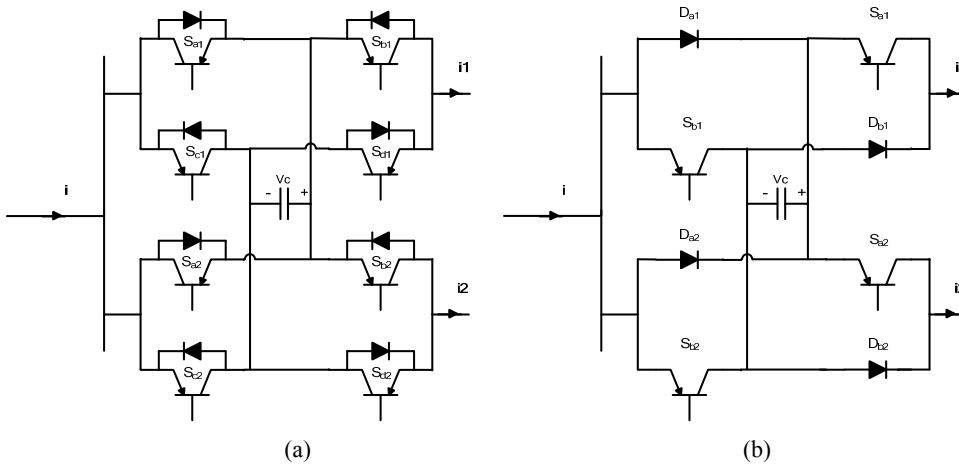 Sa1 Sb1
i1
Sc1 Sd1
i - Vc +
Sa2 Sb2
i2
Sc2 Sd2
(a)
Da1 Sa1
Sb1 Db1
i - Vc +
Da2 Sa2
Sb2 Db2
(b)